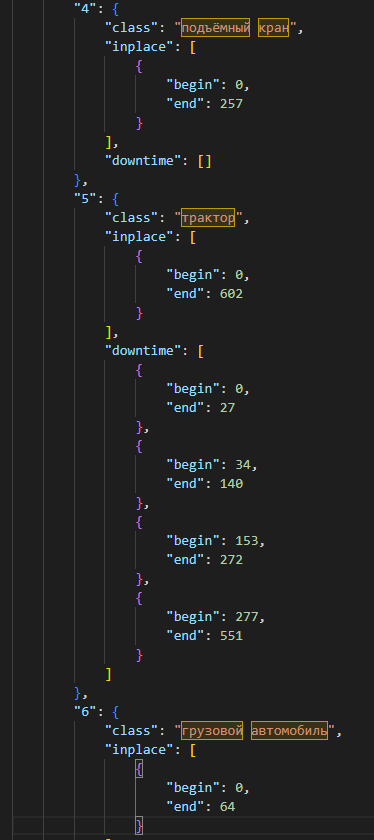 "4": {
"class": "подъёмный кран",
"inplace": [
{
"begin": 0,
"end": 257
}
],
"downtime": []
},
"5": {
"class": "трактор",
"inplace": [
{
"begin": 0,
"end": 602
}
],
"downtime": [
{
"begin": 0,
"end": 27
},
{
"begin": 34,
"end": 140
},
{
"begin": 153,
"end": 272
},
{
"begin": 277,
"end": 551
}
]
},
"6": {
"class": "грузовой автомобиль",
"inplace": [
{
"begin": 0,
"end": 64
}